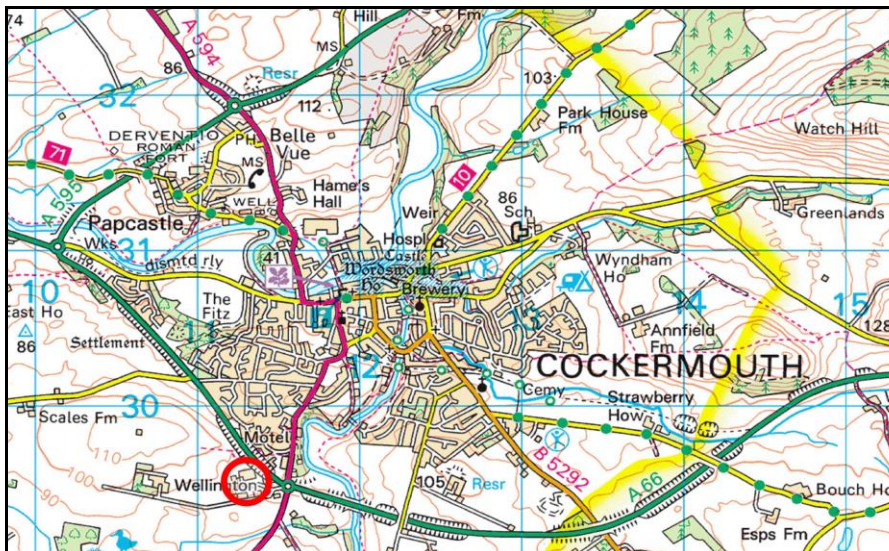 74
A 594
Hill
Fm
MS
86
Resr
103
32
112
Park House
Fm
DERVENTIO
ROMAN
FORT
PH
Belle
Vue
Watch Hill
71
MS
10
A 595
Hame's
Hall
86
Sch
WELL
Weir
Papcastle
Greenlands
Wks
31
Hospl
dismtd rly
41
Castle
Wordsworth
Ho
Wyndham
Ho
10
The
Fitz
Brewery
13
14
15
East Ho
11
Annfield
Fm
128
86
Settlement
12
COCKERMOUTH
Cemy
Strawberry
How
30
Scales Fm
Motel
B 5292
A 66
100
90
Wellington
105
Resr
Bouch Ho
Esps Fm